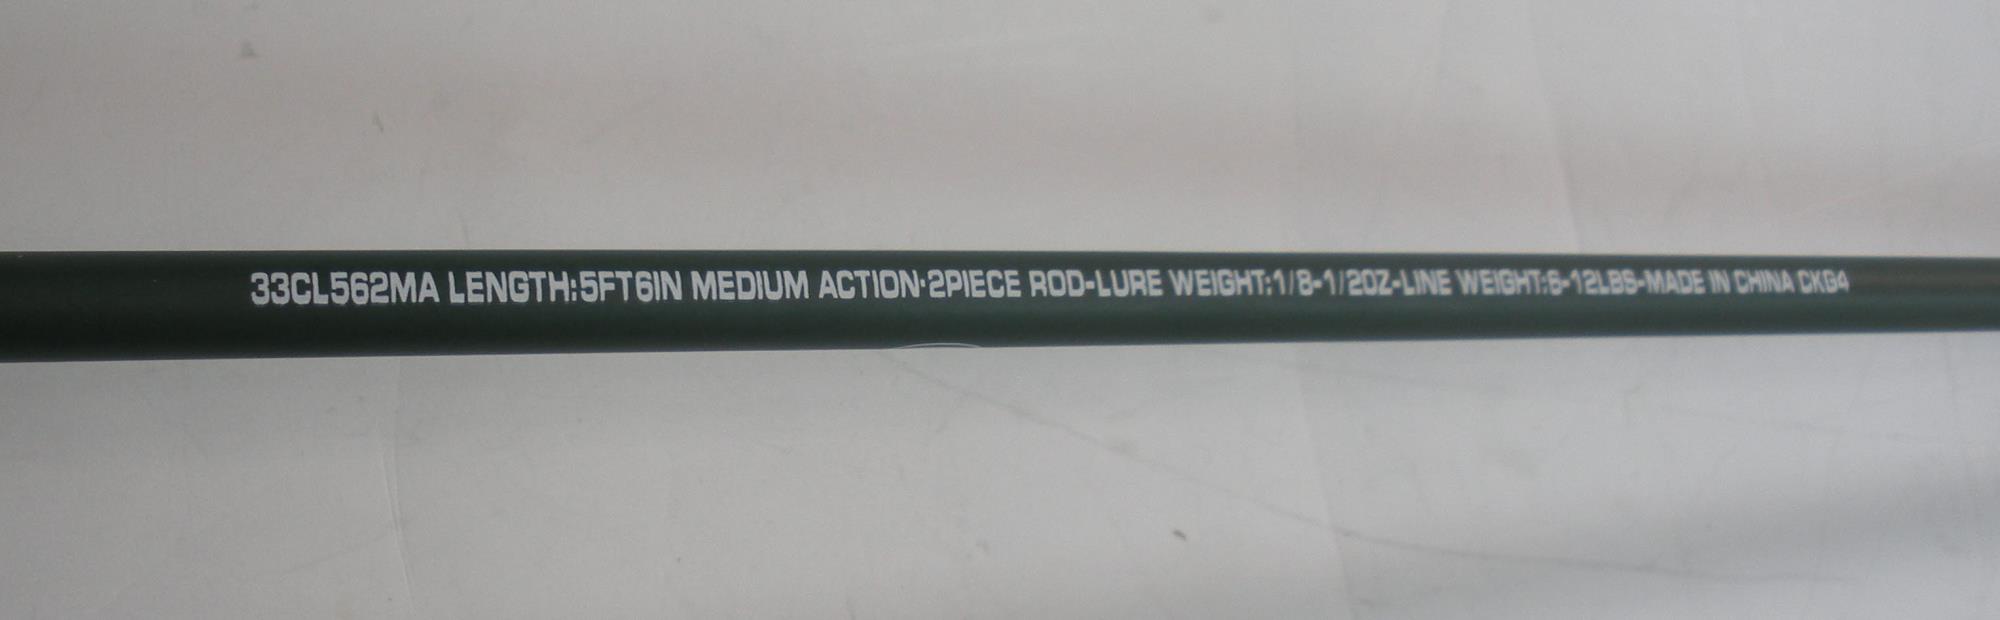 33CL562MA LENGTH:5FT6IN MEDIUM ACTION·2PIECE ROD-LURE WEIGHT:1/8-1/2OZ-LINE WEIGHT:6-12LBS-MADE IN CHINA CKG4